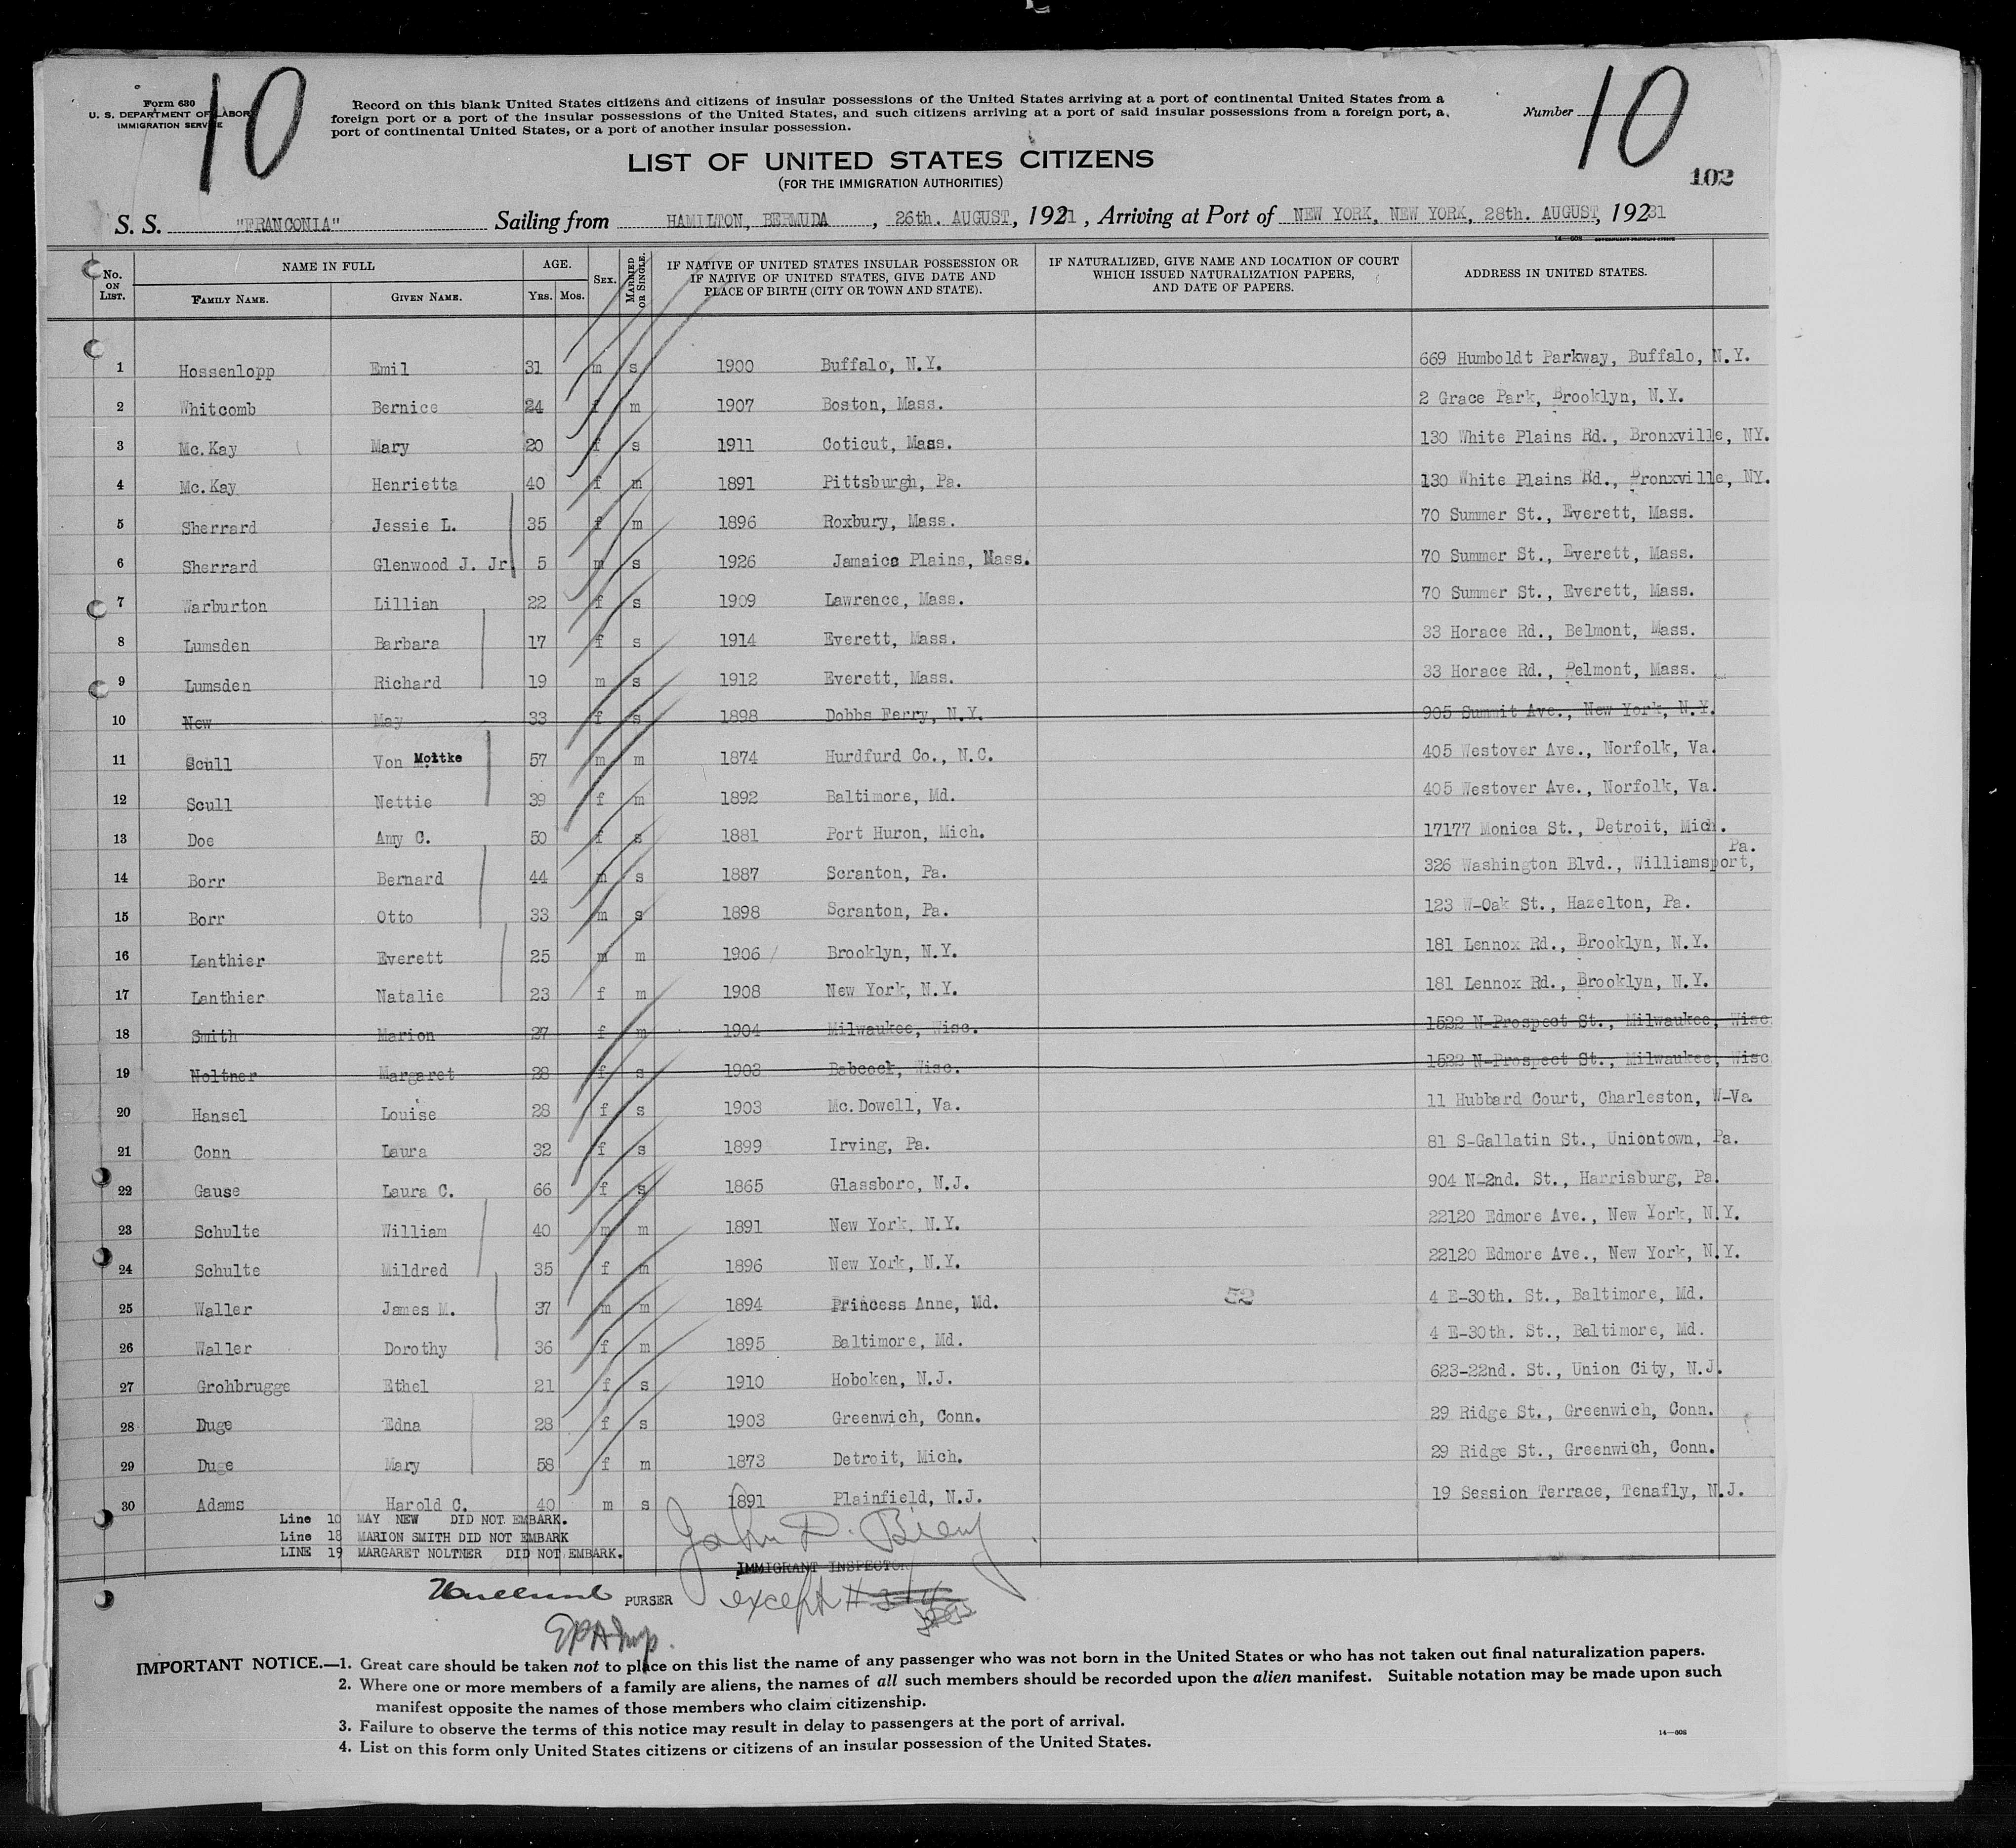 10
10
Form 630
U. S. DEPARTMENT OF LABOR
IMMIGRATION SERVICE
Record on this blank United States citizens and citizens of insular possessions of the United States arriving at a port of continental United States from a
foreign port or a port of the insular possessions of the United States, and such citizens arriving at a port of said insular possessions from a foreign port, a
port of continental United States, or a port of another insular possession.
Number
LIST OF UNITED STATES CITIZENS
(FOR THE IMMIGRATION AUTHORITIES)
102
S. S. "FRANCONIA" Sailing from HAMILTON, BERMUDA, 26th. AUGUST, 1921, Arriving at Port of NEW YORK, NEW YORK, 28th. AUGUST, 19231
No. ON LIST. NAME IN FULL FAMILY NAME. GIVEN NAME. AGE. YRS. MOS. SEX. MARRIED OR SINGLE. IF NATIVE OF UNITED STATES INSULAR POSSESSION OR IF NATIVE OF UNITED STATES, GIVE DATE AND PLACE OF BIRTH (CITY OR TOWN AND STATE). IF NATURALIZED, GIVE NAME AND LOCATION OF COURT WHICH ISSUED NATURALIZATION PAPERS, AND DATE OF PAPERS. ADDRESS IN UNITED STATES.
1 Hossenlopp Emil 31 m s 1900 Buffalo, N.Y. 669 Humboldt Parkway, Buffalo, N.Y.
2 Whitcomb Bernice 24 f m 1907 Boston, Mass. 2 Grace Park, Brooklyn, N.Y.
3 Mc.Kay Mary 20 f s 1911 Coticut, Mass. 130 White Plains Rd., Bronxville, NY.
4 Mc.Kay Henrietta 40 f m 1891 Pittsburgh, Pa. 130 White Plains Rd., Bronxville, NY.
5 Sherrard Jessie L. 35 f m 1896 Roxbury, Mass. 70 Summer St., Everett, Mass.
6 Sherrard Glenwood J. Jr 5 m s 1926 Jamaica Plains, Mass. 70 Summer St., Everett, Mass.
7 Warburton Lillian 22 f s 1909 Lawrence, Mass. 70 Summer St., Everett, Mass.
8 Lumsden Barbara 17 f s 1914 Everett, Mass. 33 Horace Rd., Belmont, Mass.
9 Lumsden Richard 19 m s 1912 Everett, Mass. 33 Horace Rd., Belmont, Mass.
10 New May 33 f s 1898 Dobbs Ferry, N.Y. 905 Summit Ave., New York, N.Y.
11 Scull Von Moltke 57 m m 1874 Hurdfurd Co., N.C. 405 Westover Ave., Norfolk, Va.
12 Scull Nettie 39 f m 1892 Baltimore, Md. 405 Westover Ave., Norfolk, Va.
13 Doe Amy C. 50 f s 1881 Port Huron, Mich. 17177 Monica St., Detroit, Mich.
Pa.
14 Borr Bernard 44 m s 1887 Scranton, Pa. 326 Washington Blvd., Williamsport,
15 Borr Otto 33 m s 1898 Scranton, Pa. 123 W-Oak St., Hazelton, Pa.
16 Lanthier Everett 25 m m 1906 Brooklyn, N.Y. 181 Lennox Rd., Brooklyn, N.Y.
17 Lanthier Natalie 23 f m 1908 New York, N.Y. 181 Lennox Rd., Brooklyn, N.Y.
18 Smith Marion 27 f m 1904 Milwaukee, Wisc. 1522 N-Prospect St., Milwaukee, Wisc
19 Noltner Margaret 28 f s 1903 Babcock, Wisc. 1522 N-Prospect St., Milwaukee, Wisc
20 Hansel Louise 28 f s 1903 Mc.Dowell, Va. 11 Hubbard Court, Charleston, W-Va.
21 Conn Laura 32 f s 1899 Irving, Pa. 81 S-Gallatin St., Uniontown, Pa.
22 Gause Laura C. 66 f s 1865 Glassboro, N.J. 904 N-2nd. St., Harrisburg, Pa.
23 Schulte William 40 m m 1891 New York, N.Y. 22120 Edmore Ave., New York, N.Y.
24 Schulte Mildred 35 f m 1896 New York, N.Y. 22120 Edmore Ave., New York, N.Y.
25 Waller James M. 37 m m 1894 Princess Anne, Md. 52 4 E-30th. St., Baltimore, Md.
26 Waller Dorothy 36 f m 1895 Baltimore, Md. 4 E-30th. St., Baltimore, Md.
27 Grohbrugge Ethel 21 f s 1910 Hoboken, N.J. 623-22nd. St., Union City, N.J.
28 Duge Edna 28 f s 1903 Greenwich, Conn. 29 Ridge St., Greenwich, Conn.
29 Duge Mary 58 f m 1873 Detroit, Mich. 29 Ridge St., Greenwich, Conn.
30 Adams Harold C. 40 m s 1891 Plainfield, N.J. 19 Session Terrace, Tenafly, N.J.
Line 10 MAY NEW DID NOT EMBARK.
Line 18 MARION SMITH DID NOT EMBARK
LINE 19 MARGARET NOLTNER DID NOT EMBARK.
John D.
IMMIGRANT INSPECTOR
PURSER
except #
IMPORTANT NOTICE.—1. Great care should be taken not to place on this list the name of any passenger who was not born in the United States or who has not taken out final naturalization papers.
2. Where one or more members of a family are aliens, the names of all such members should be recorded upon the alien manifest. Suitable notation may be made upon such
manifest opposite the names of those members who claim citizenship.
3. Failure to observe the terms of this notice may result in delay to passengers at the port of arrival.
4. List on this form only United States citizens or citizens of an insular possession of the United States.
14—608